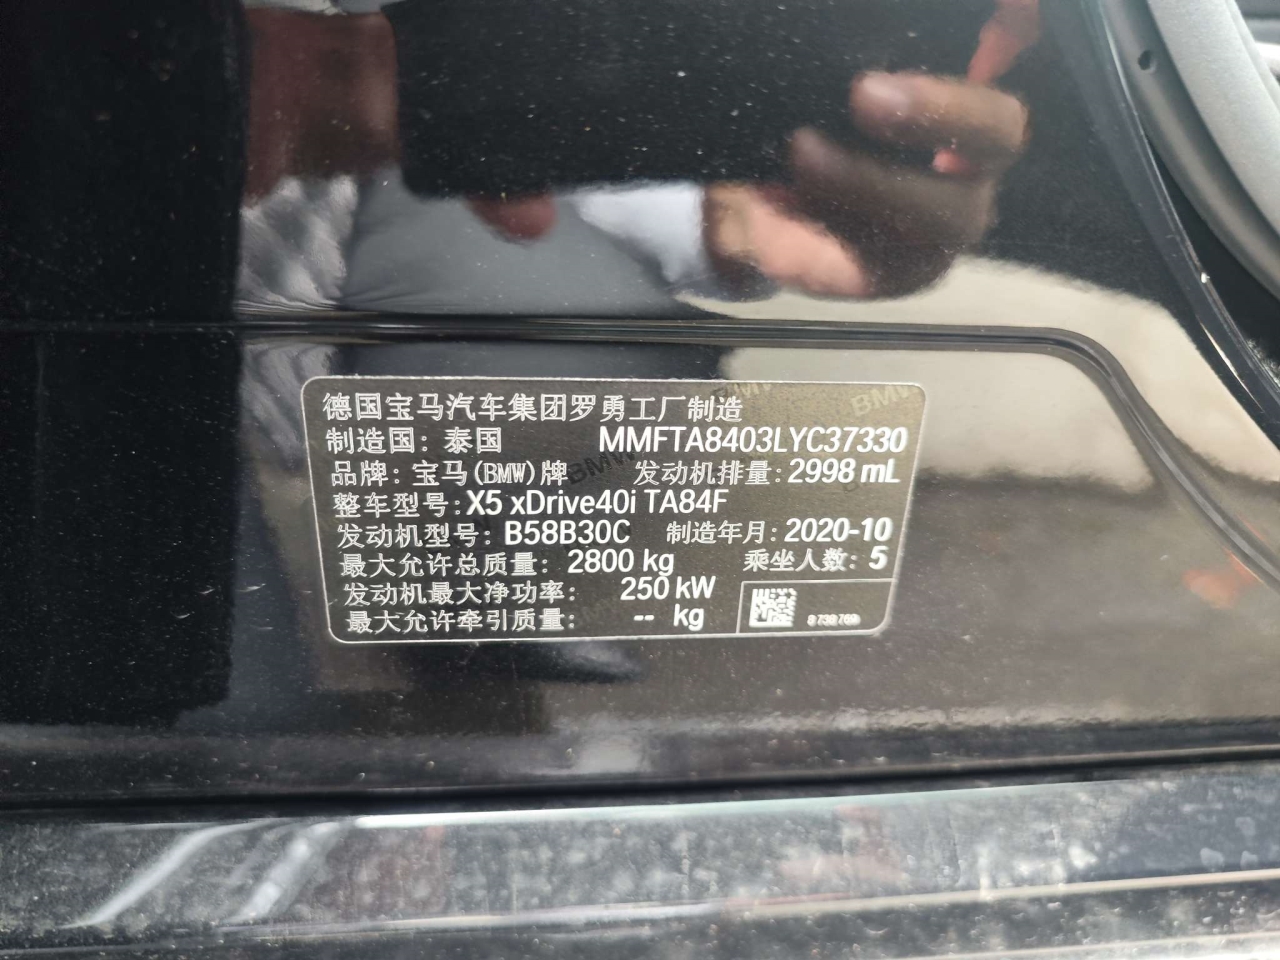 德国宝马汽车集团罗勇工厂制造
制造国：泰国 MMFTA8403LYC37330
品牌：宝马(BMW)牌 发动机排量：2998 mL
整车型号：X5 xDrive40i TA84F
发动机型号：B58B30C 制造年月：2020-10
最大允许总质量：2800 kg 乘坐人数：5
发动机最大净功率：250 kW
最大允许牵引质量：-- kg
8738769